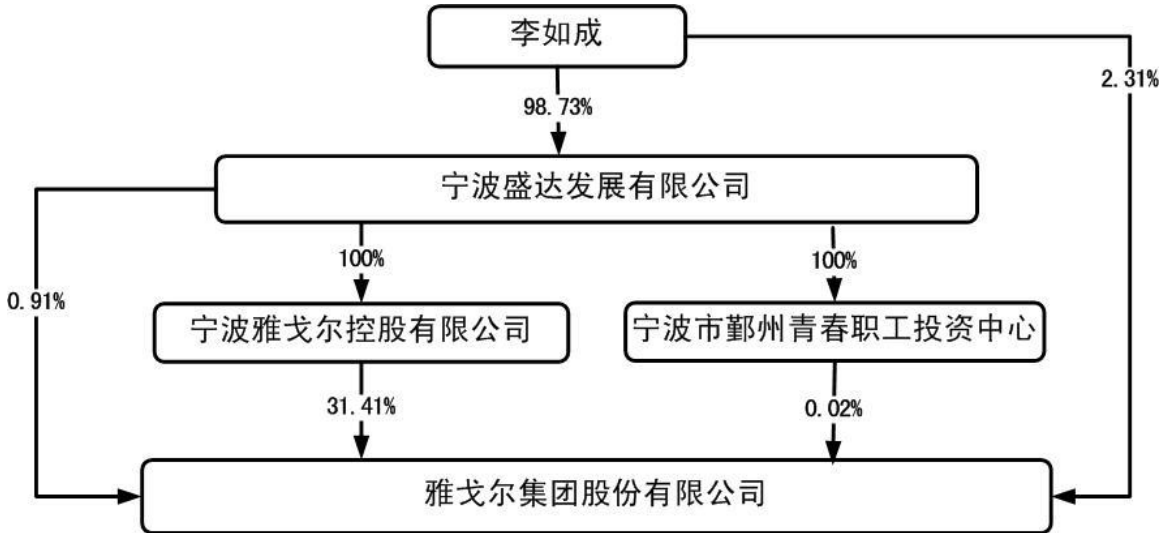 李如成
2.31%
98.73%
宁波盛达发展有限公司
100%
100%
0.91%
宁波雅戈尔控股有限公司
宁波市鄞州青春职工投资中心
31.41%
0.02%
雅戈尔集团股份有限公司